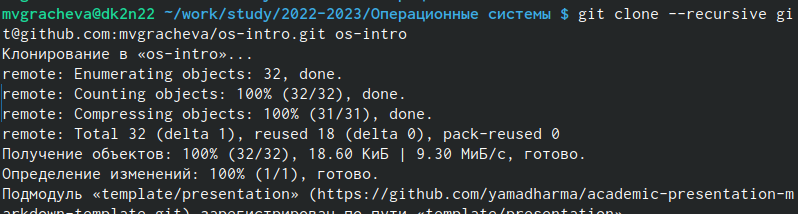 mvgracheva@dk2n22 ~/work/study/2022-2023/Операционные системы $ git clone --recursive gi
t@github.com:mvgracheva/os-intro.git os-intro
Клонирование в «os-intro»...
remote: Enumerating objects: 32, done.
remote: Counting objects: 100% (32/32), done.
remote: Compressing objects: 100% (31/31), done.
remote: Total 32 (delta 1), reused 18 (delta 0), pack-reused 0
Получение объектов: 100% (32/32), 18.60 КиБ | 9.30 МиБ/с, готово.
Определение изменений: 100% (1/1), готово.
Подмодуль «template/presentation» (https://github.com/yamadharma/academic-presentation-m
arkdown-template.git) зарегистрирован по пути «template/presentation»